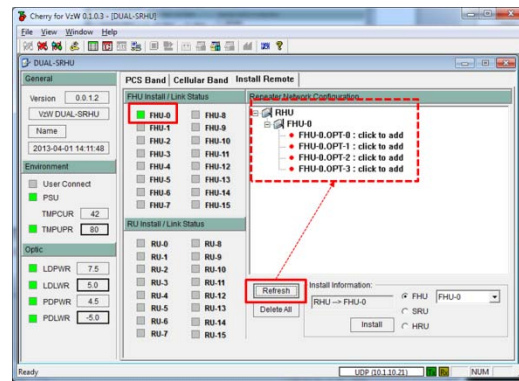 Cherry for VzW 0.1.0.3 - [DUAL-SRHU]
File View Window Help
DUAL-SRHU
General
Version 0.0.1.2
VzW DUAL-SRHU
Name
2013-04-01 14:11:48
Environment
User Connect
PSU
TMPCUR 42
TMPUPR 80
Optic
LDPWR 7.5
LDLWR 5.0
PDPWR 4.5
PDLWR -5.0
PCS Band Cellular Band Install Remote
FHU Install / Link Status
FHU-0 FHU-8
FHU-1 FHU-9
FHU-2 FHU-10
FHU-3 FHU-11
FHU-4 FHU-12
FHU-5 FHU-13
FHU-6 FHU-14
FHU-7 FHU-15
RU Install / Link Status
RU-0 RU-8
RU-1 RU-9
RU-2 RU-10
RU-3 RU-11
RU-4 RU-12
RU-5 RU-13
RU-6 RU-14
RU-7 RU-15
Repeater Network Configuration
RHU
FHU-0
FHU-0.OPT-0 : click to add
FHU-0.OPT-1 : click to add
FHU-0.OPT-2 : click to add
FHU-0.OPT-3 : click to add
Refresh
Delete All
Install Information:
RHU --> FHU-0
Install
FHU FHU-0
SRU
HRU
Ready
UDP (10.1.10.21) Tx Rx NUM